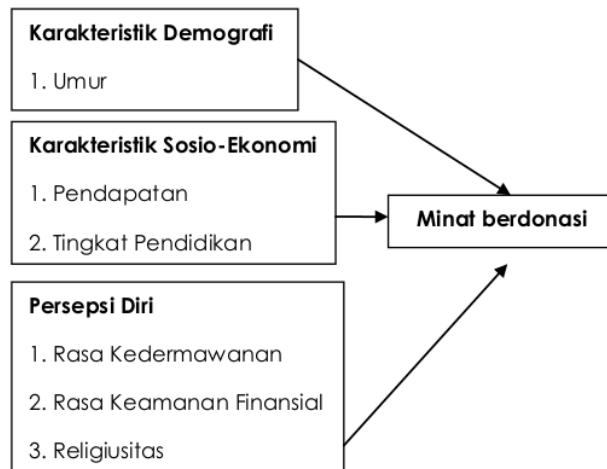 Karakteristik Demografi
1. Umur
Karakteristik Sosio-Ekonomi
1. Pendapatan
2. Tingkat Pendidikan
Minat berdonasi
Persepsi Diri
1. Rasa Kedermawanan
2. Rasa Keamanan Finansial
3. Religiusitas